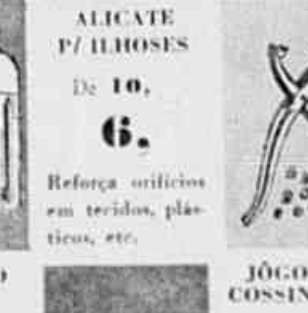 ALICATE
P/ ILHOSES
De 10,
6.
Reforça orifícios
em tecidos, plás-
ticos, etc.
O
JÔGO
COSSIN